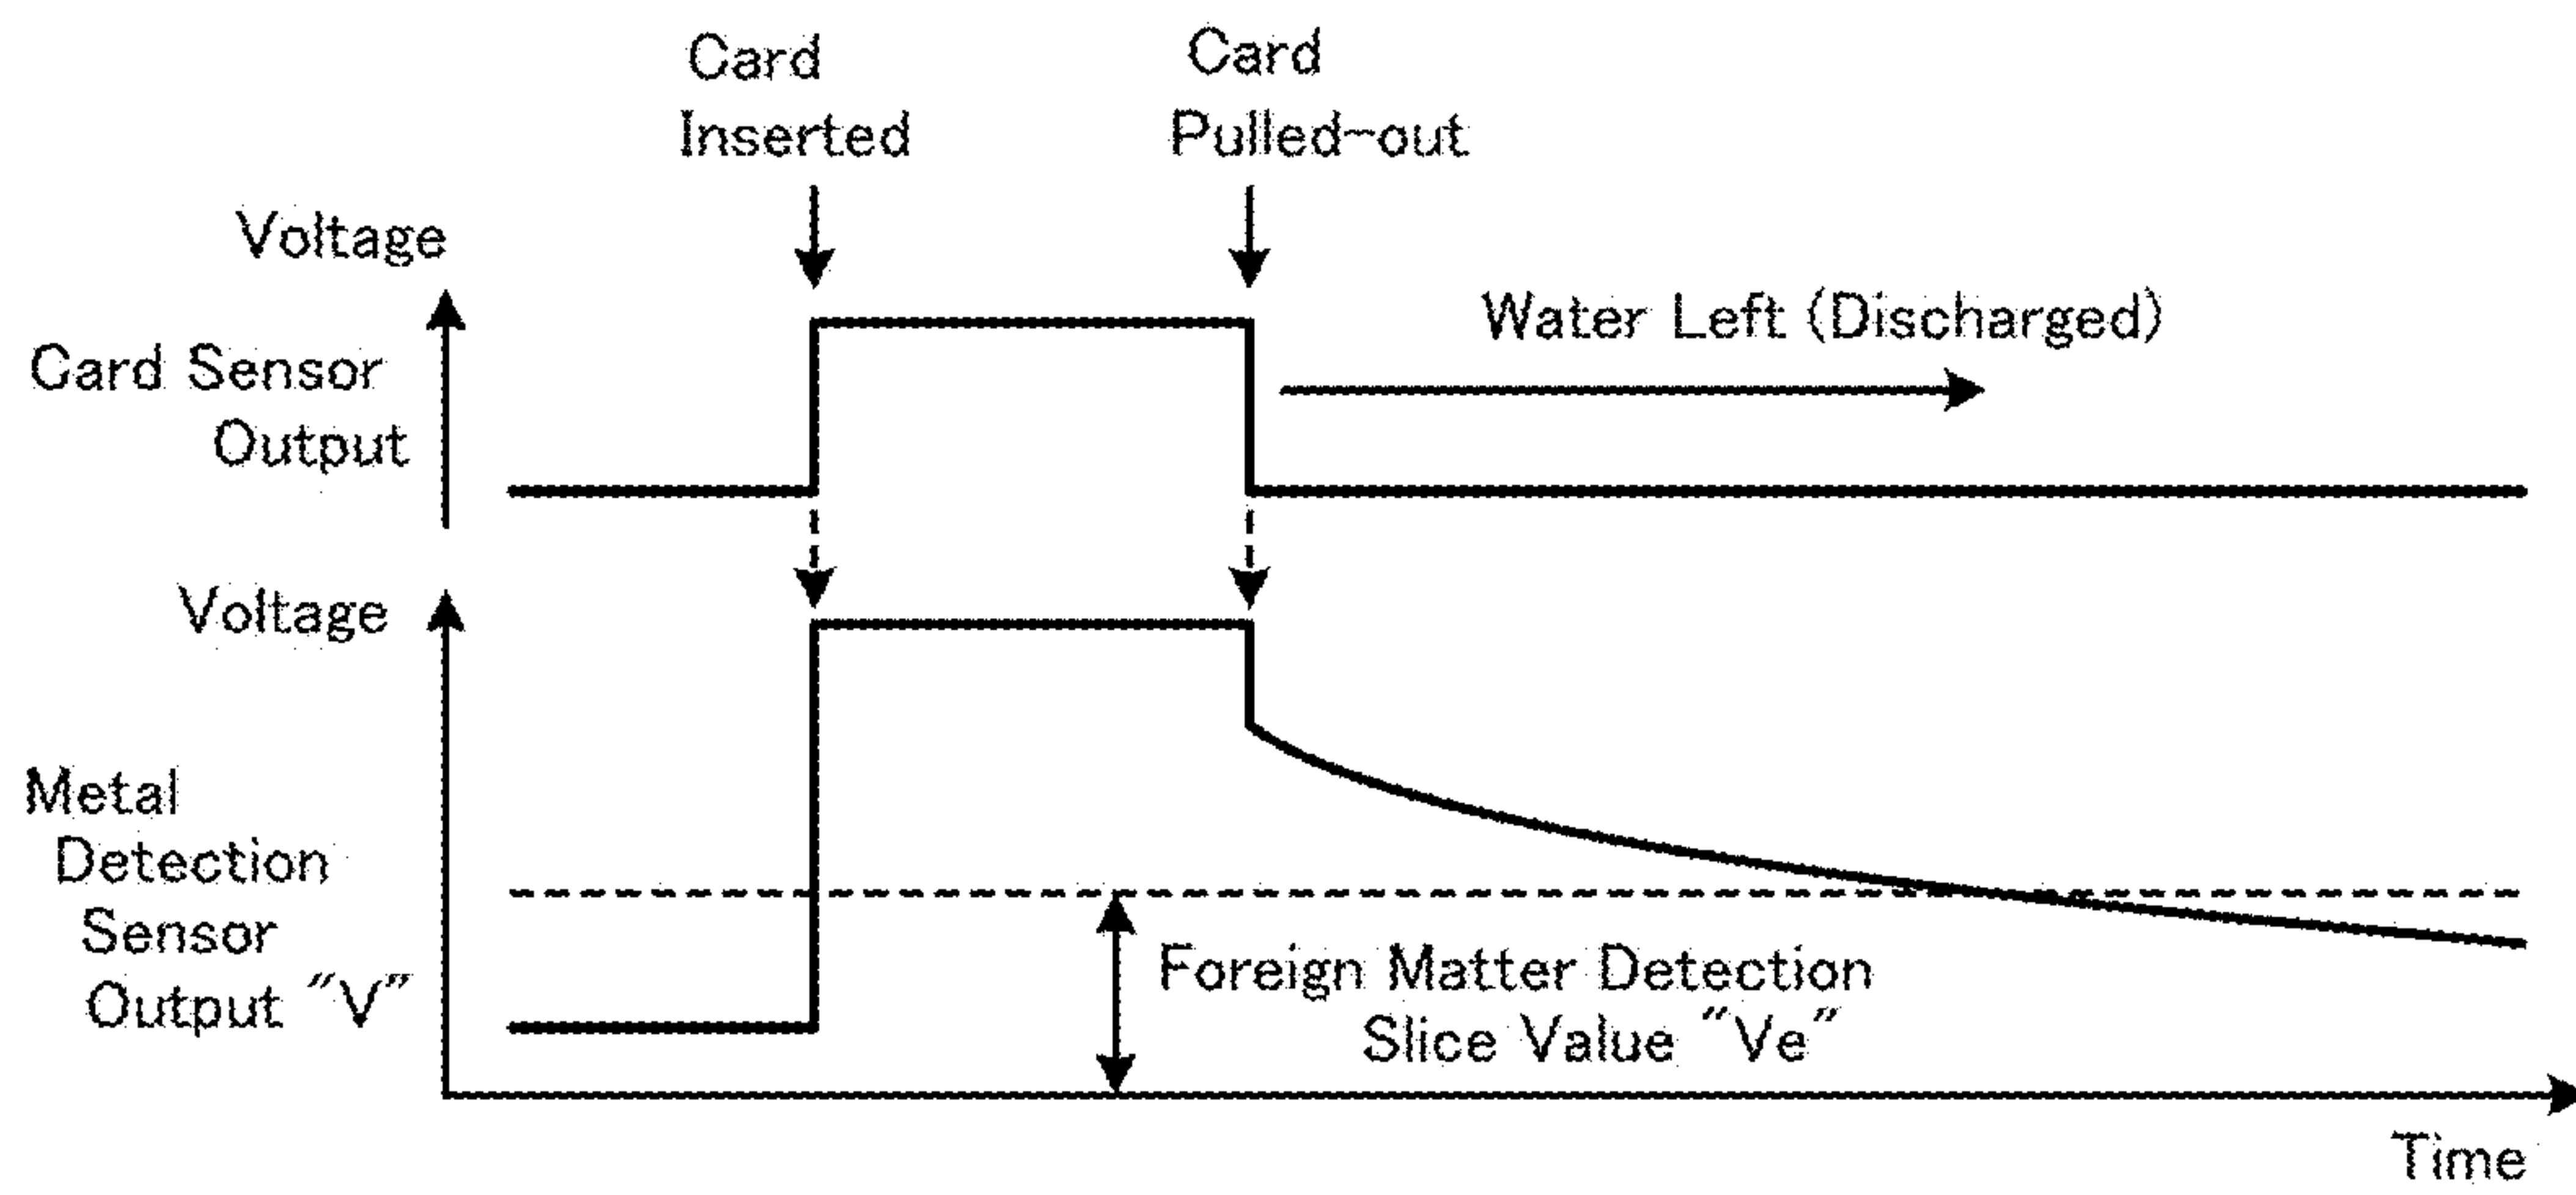 Card
Inserted
Card
Pulled-out
Voltage
Card Sensor
Output
Water Left (Discharged)
Voltage
Metal
Detection
Sensor
Output "V"
Foreign Matter Detection
Slice Value "Ve"
Time